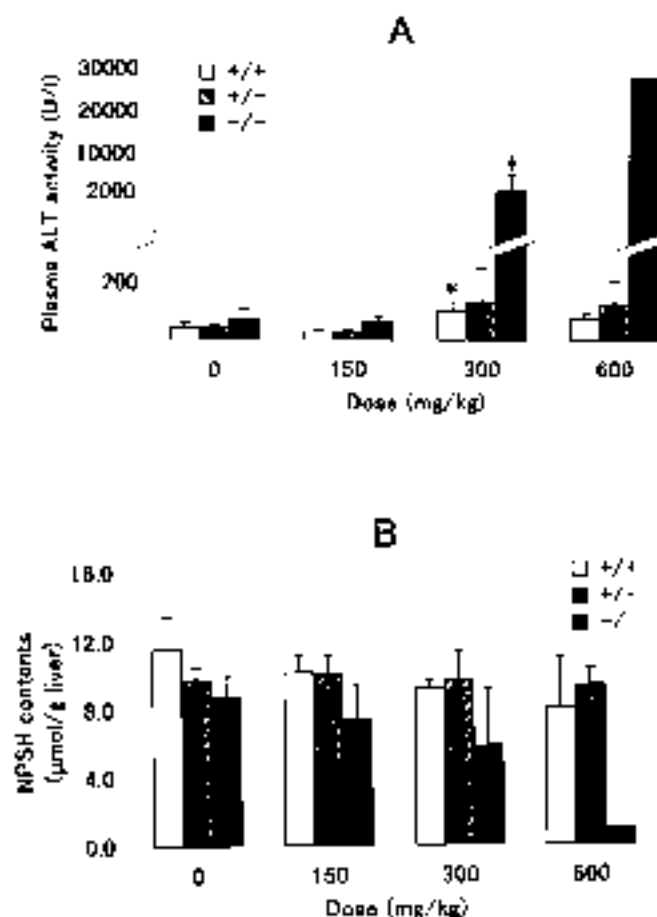 A
30000
20000
10000
2000
200
Plasma ALT activity (U/l)
+/+
+/-
-/-
*
+
0 150 300 600
Dose (mg/kg)
B
16.0
12.0
8.0
4.0
0.0
NPSH contents
(µmol/g liver)
+/+
+/-
-/
0 150 300 600
Dose (mg/kg)